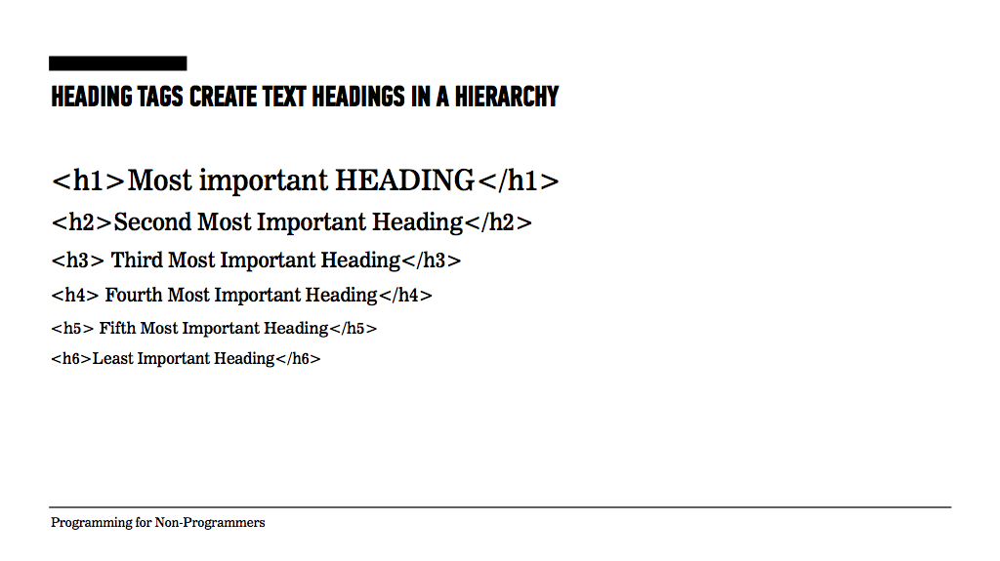 HEADING TAGS CREATE TEXT HEADINGS IN A HIERARCHY
<h1>Most important HEADING</h1>
<h2>Second Most Important Heading</h2>
<h3> Third Most Important Heading</h3>
<h4> Fourth Most Important Heading</h4>
<h5> Fifth Most Important Heading</h5>
<h6>Least Important Heading</h6>
Programming for Non-Programmers